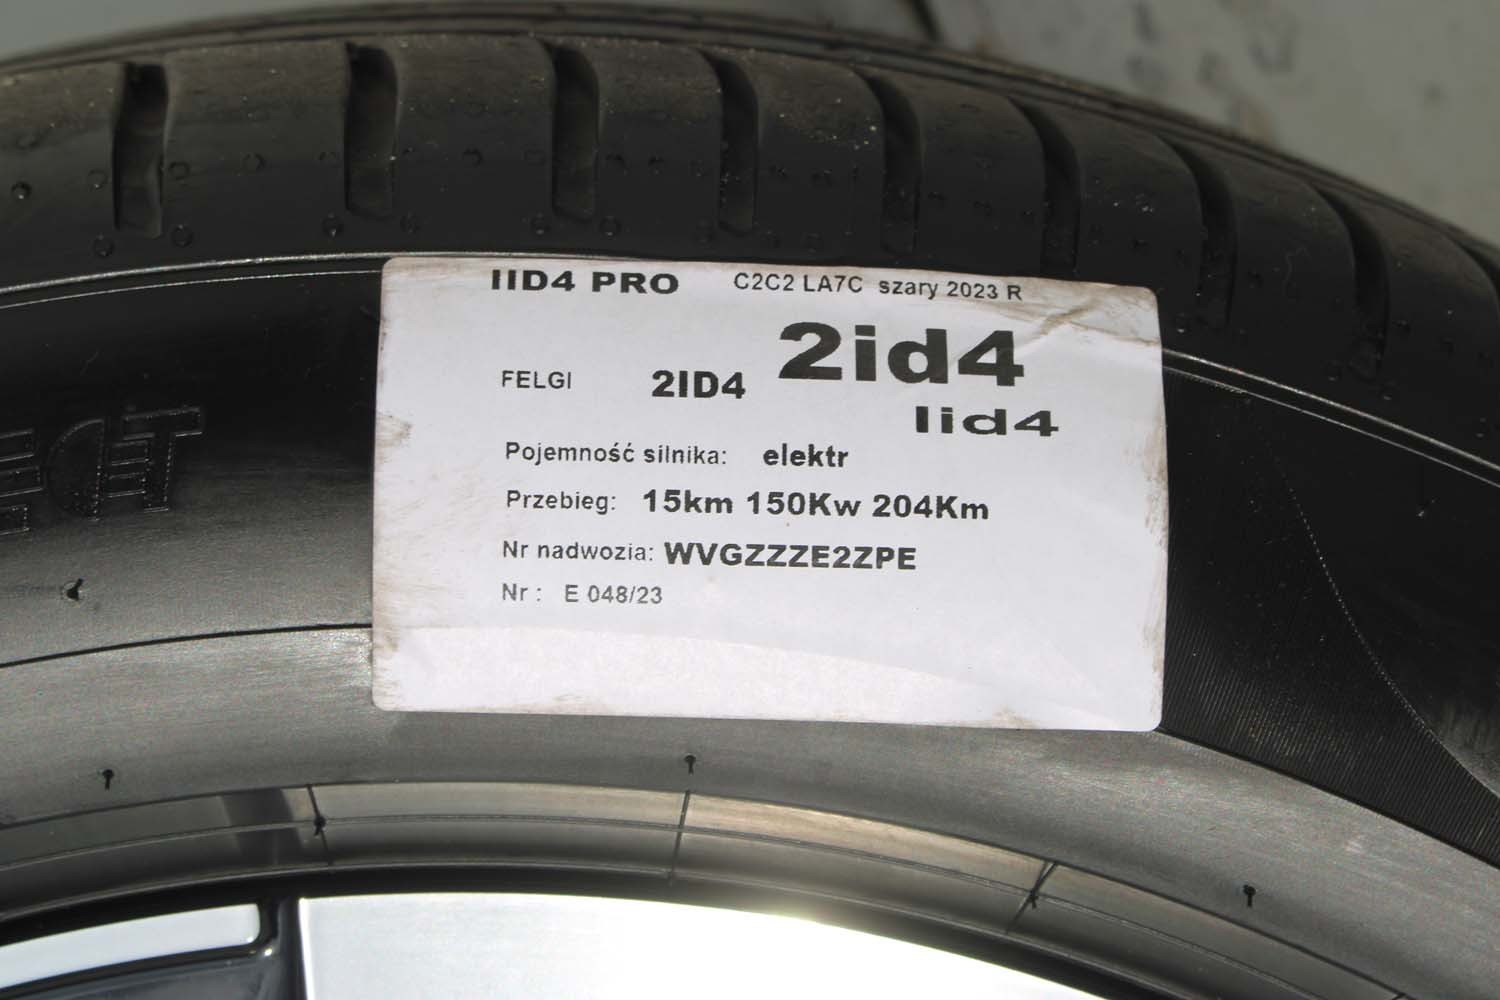 IID4 PRO C2C2 LA7C szary 2023 R
2id4
FELGI 2ID4
Iid4
Pojemność silnika: elektr
Przebieg: 15km 150Kw 204Km
Nr nadwozia: WVGZZZE2ZPE
Nr : E 048/23